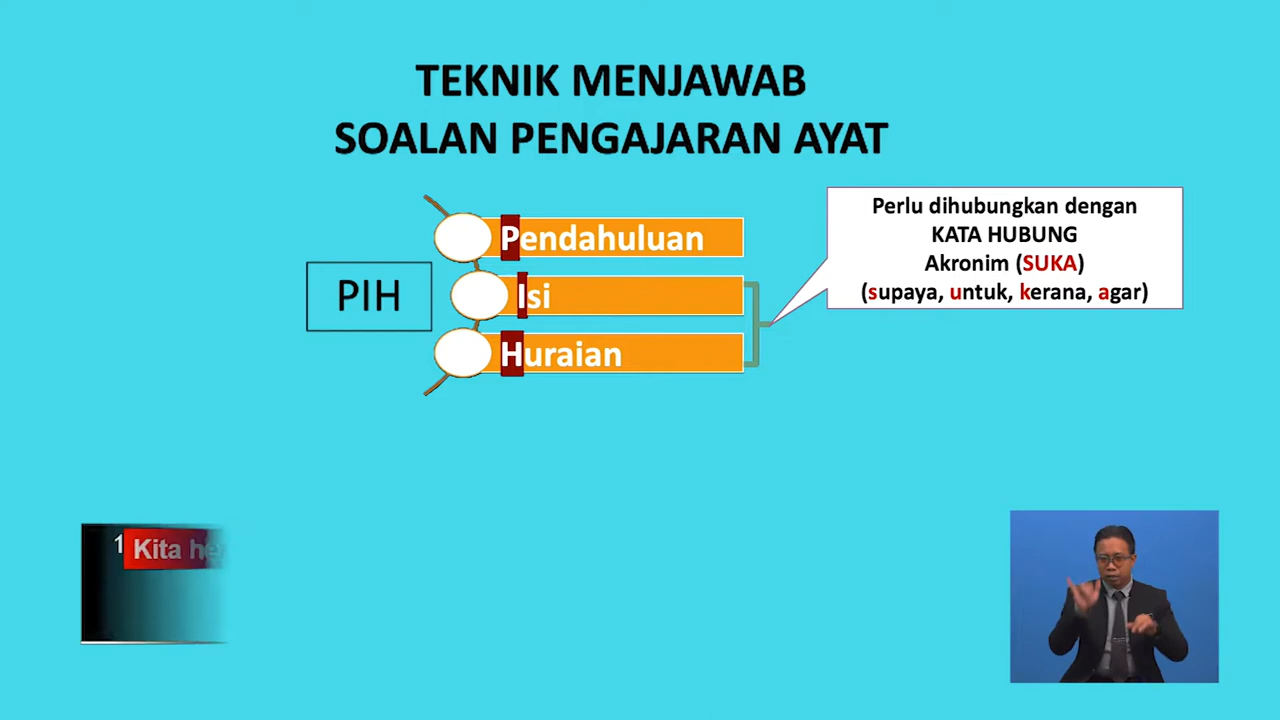 TEKNIK MENJAWAB
SOALAN PENGAJARAN AYAT
PIH
Pendahuluan
Isi
Huraian
Perlu dihubungkan dengan
KATA HUBUNG
Akronim (SUKA)
(supaya, untuk, kerana, agar)
1 Kita